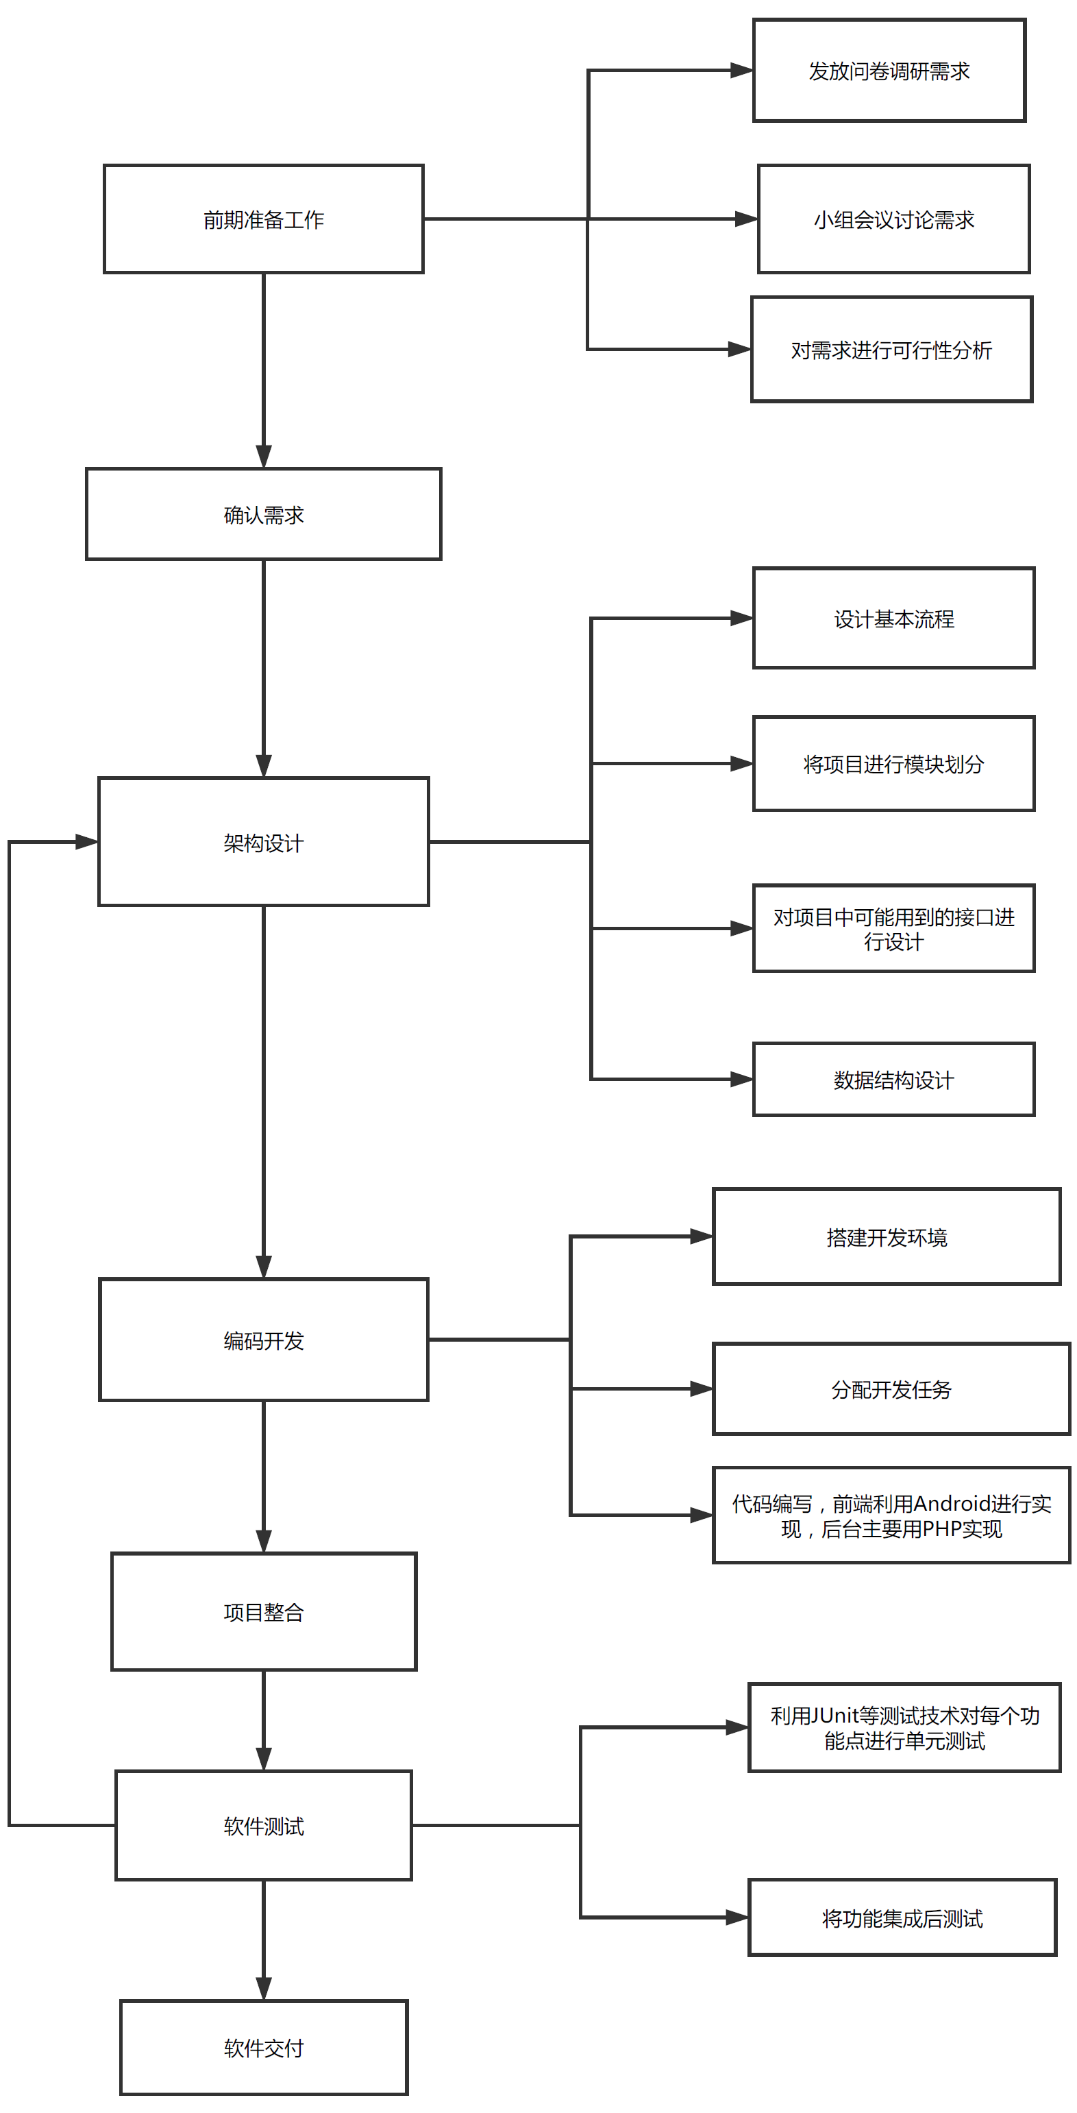 发放问卷调研需求
前期准备工作
小组会议讨论需求
对需求进行可行性分析
确认需求
设计基本流程
将项目进行模块划分
架构设计
对项目中可能用到的接口进
行设计
数据结构设计
搭建开发环境
编码开发
分配开发任务
代码编写，前端利用Android进行实
现，后台主要用PHP实现
项目整合
利用JUnit等测试技术对每个功
能点进行单元测试
软件测试
将功能集成后测试
软件交付